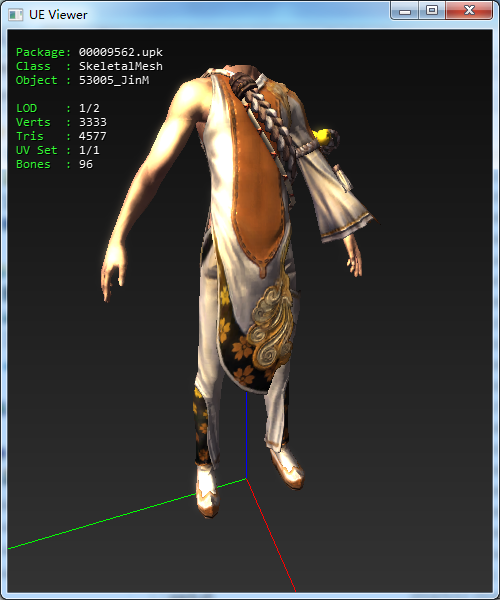 UE Viewer
Package: 00009562.upk
Class  : SkeletalMesh
Object : 53005_JinM
LOD    : 1/2
Verts  : 3333
Tris   : 4577
UV Set : 1/1
Bones  : 96